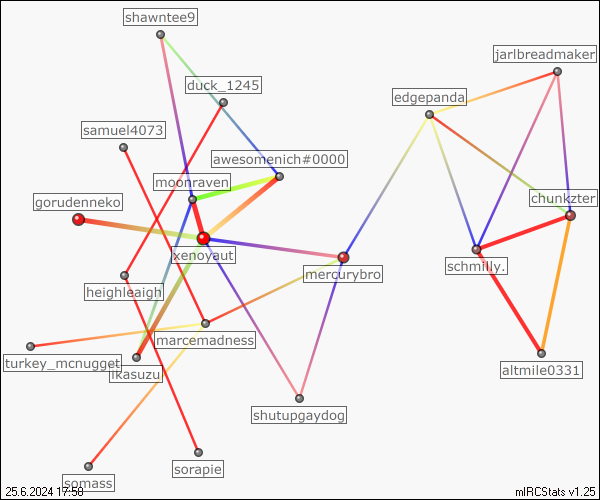 shawntee9
jarlbreadmaker
duck_1245
edgepanda
samuel4073
awesomenich#0000
moonraven
gorudenneko
chunkzter
xenoyaut
schmilly.
mercurybro
heighleaigh
marcemadness
turkey_mcnugget
ikasuzu
altmile0331
shutupgaydog
sorapie
somass
25.6.2024 17:58
mIRCStats v1.25